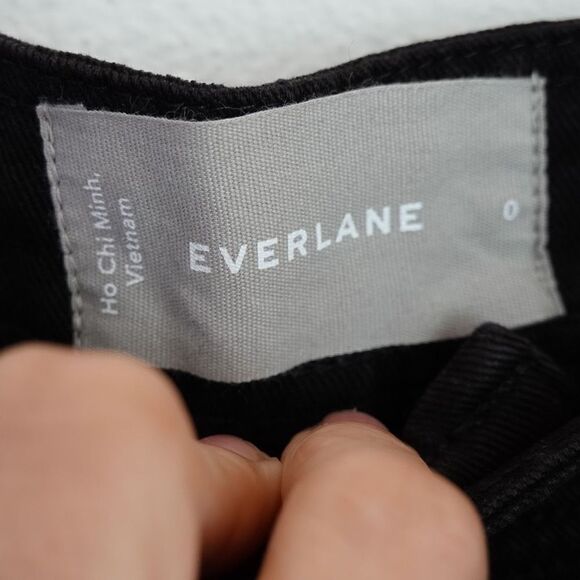 Ho Chi Minh,
Vietnam
EVERLANE
0